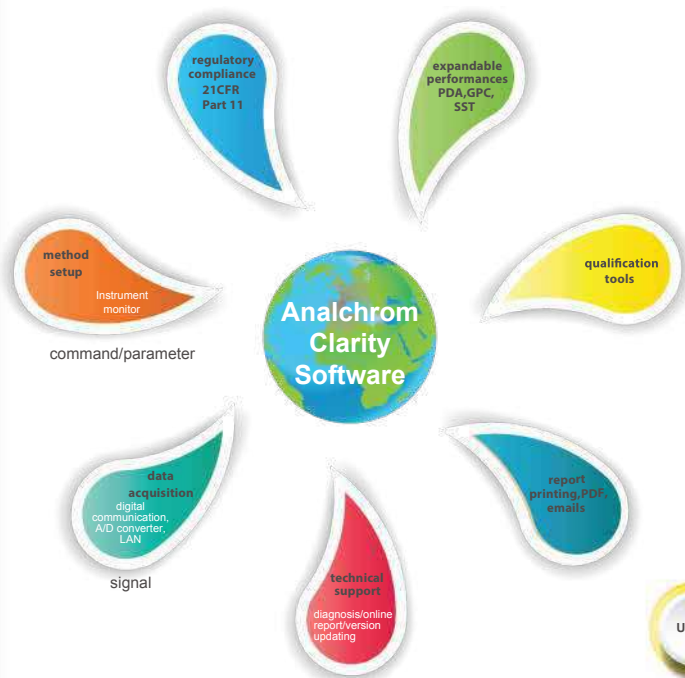 regulatory
compliance
21CFR
Part 11
expandable
performances
PDA,GPC,
SST
method
setup
Instrument
monitor
command/parameter
qualification
tools
Analchrom
Clarity
Software
data
acquisition
digital
communication,
A/D converter,
LAN
signal
report
printing,PDF,
emails
technical
support
diagnosis/online
report/version
updating